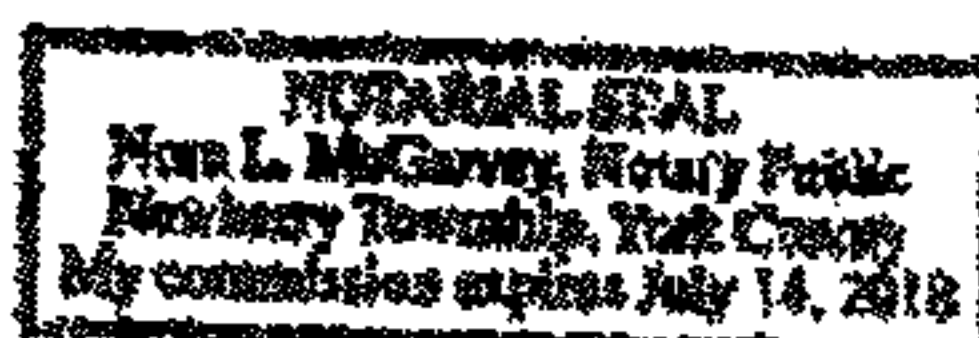 NOTARIAL SEAL
L. McGarvey, Notary Public
Newberry Township, York County
My commission expires July 14, 2018